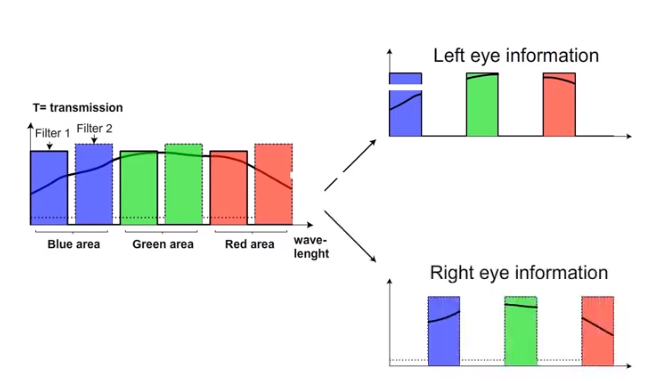 Left eye information
T= transmission
Filter 1
Filter 2
Blue area
Green area
Red area
wave-
lenght
Right eye information